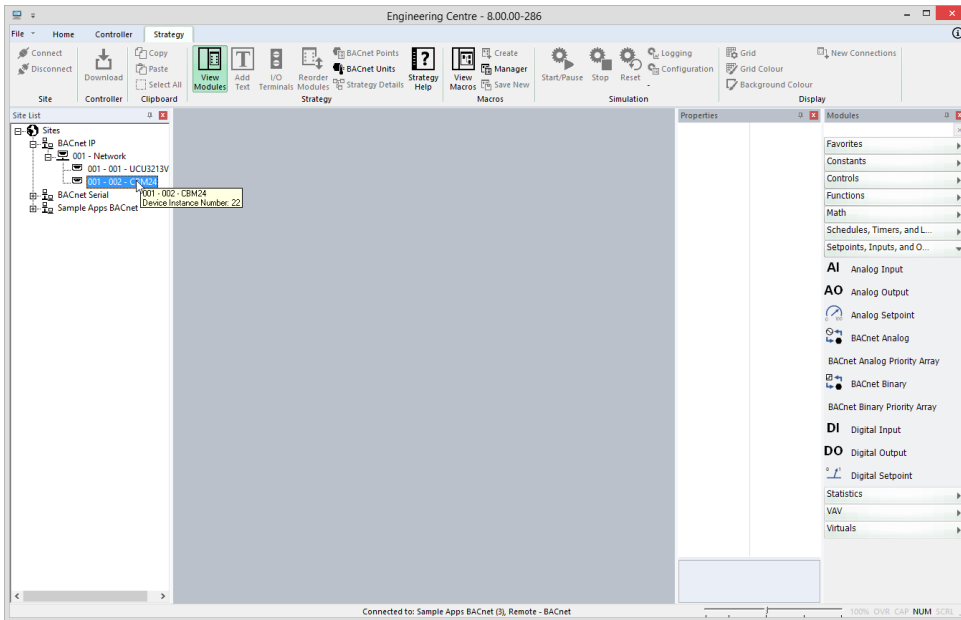 Engineering Centre - 8.00.00-286
File Home Controller Strategy
Connect
Disconnect
Site
Download
Controller
Copy
Paste
Select All
Clipboard
View Modules
Add Text
I/O Terminals
Reorder Modules
BACnet Points
BACnet Units
Strategy Details
Strategy Help
Strategy
View Macros
Create
Manager
Save New
Macros
Start/Pause
Stop
Reset
Logging
Configuration
-
Simulation
Grid
Grid Colour
Background Colour
New Connections
Display
Site List
Sites
BACnet IP
001 - Network
001 - 001 - UCU3213V
001 - 002 - CBM24
001 - 002 - CBM24
Device Instance Number: 22
BACnet Serial
Sample Apps BACnet
Properties
Modules
Favorites
Constants
Controls
Functions
Math
Schedules, Timers, and L...
Setpoints, Inputs, and O...
AI Analog Input
AO Analog Output
Analog Setpoint
BACnet Analog
BACnet Analog Priority Array
BACnet Binary
BACnet Binary Priority Array
DI Digital Input
DO Digital Output
Digital Setpoint
Statistics
VAV
Virtuals
Connected to: Sample Apps BACnet (3), Remote - BACnet
100% OVR CAP NUM SCRL